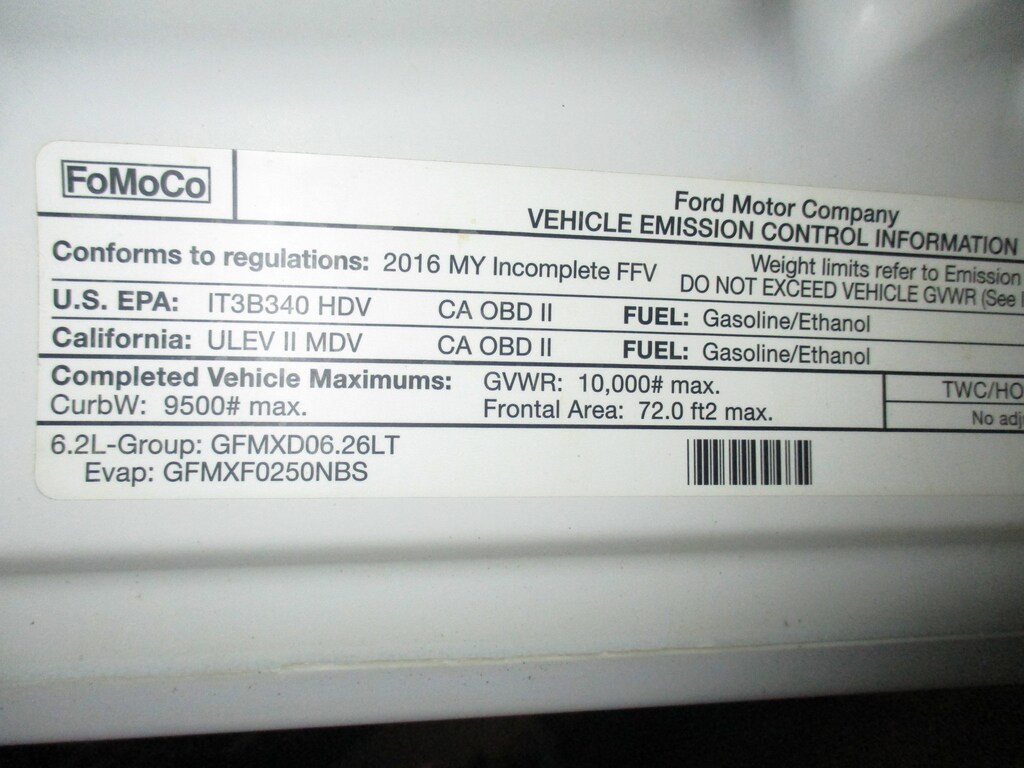 FoMoCo
Ford Motor Company
VEHICLE EMISSION CONTROL INFORMATION
Conforms to regulations: 2016 MY Incomplete FFV
Weight limits refer to Emission
DO NOT EXCEED VEHICLE GVWR (See
U.S. EPA: IT3B340 HDV CA OBD II FUEL: Gasoline/Ethanol
California: ULEV II MDV CA OBD II FUEL: Gasoline/Ethanol
Completed Vehicle Maximums: GVWR: 10,000# max.
CurbW: 9500# max. Frontal Area: 72.0 ft2 max.
TWC/HO
No adj
6.2L-Group: GFMXD06.26LT
Evap: GFMXF0250NBS